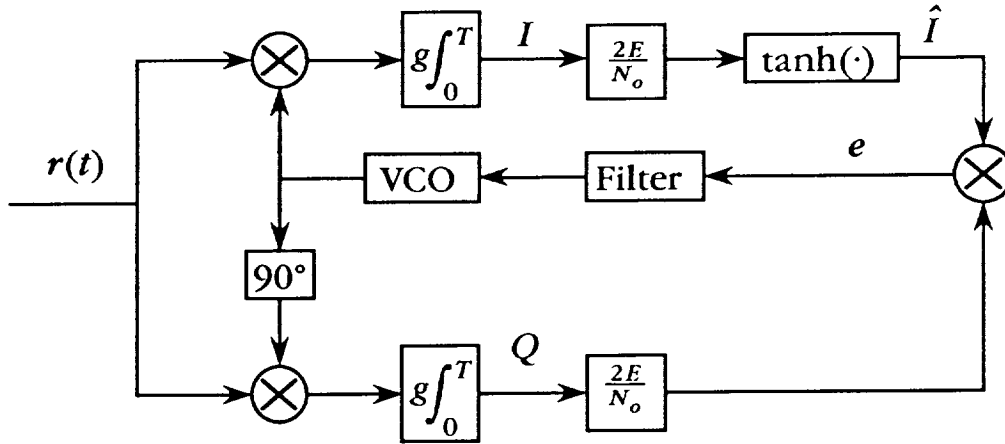 r(t)
g∫₀ᵀ
I
2E/Nₒ
tanh(·)
Î
VCO
Filter
e
90°
g∫₀ᵀ
Q
2E/Nₒ